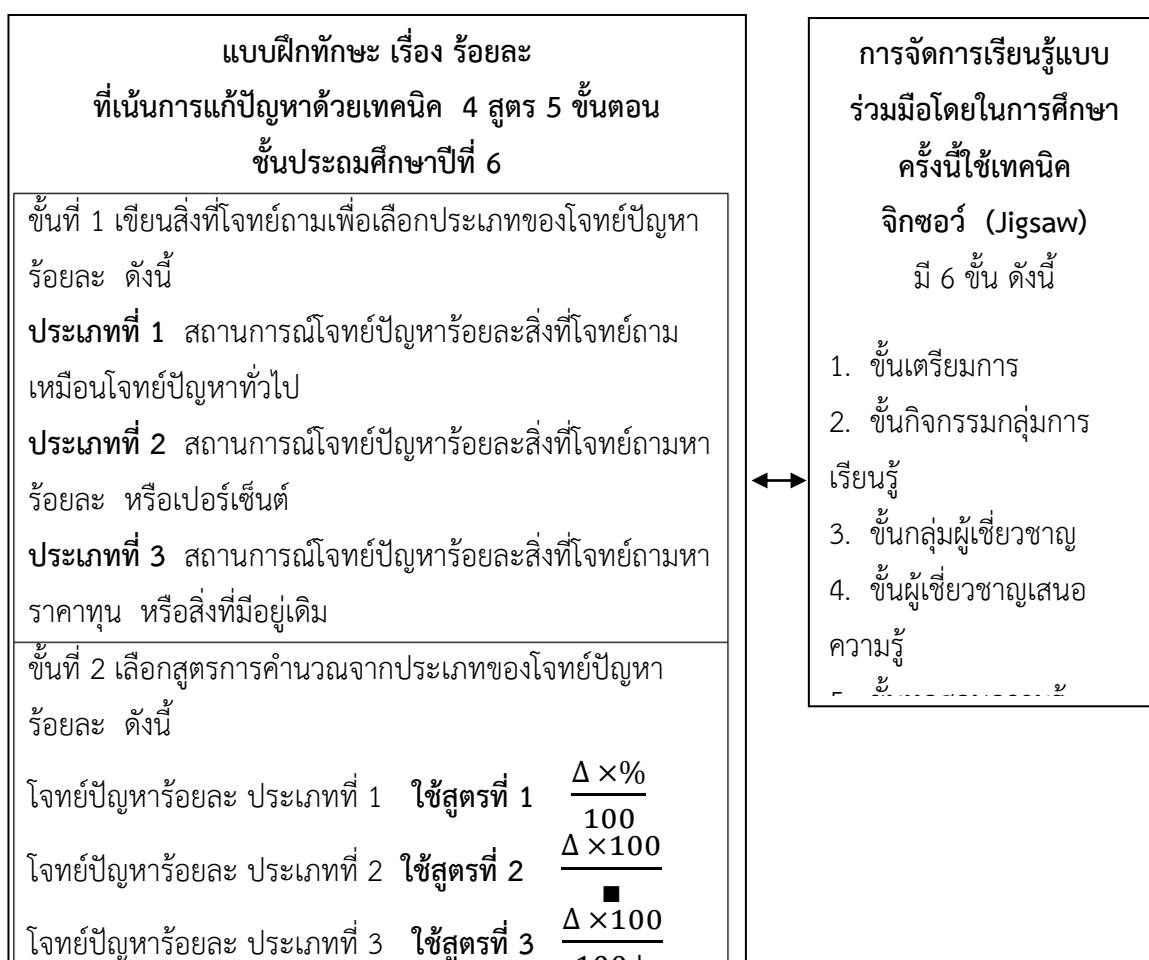 แบบฝึกทักษะ เรื่อง ร้อยละ
ที่เน้นการแก้ปัญหาด้วยเทคนิค 4 สูตร 5 ขั้นตอน
ชั้นประถมศึกษาปีที่ 6
ขั้นที่ 1 เขียนสิ่งที่โจทย์ถามเพื่อเลือกประเภทของโจทย์ปัญหา
ร้อยละ ดังนี้
ประเภทที่ 1 สถานการณ์โจทย์ปัญหาร้อยละสิ่งที่โจทย์ถาม
เหมือนโจทย์ปัญหาทั่วไป
ประเภทที่ 2 สถานการณ์โจทย์ปัญหาร้อยละสิ่งที่โจทย์ถามหา
ร้อยละ หรือเปอร์เซ็นต์
ประเภทที่ 3 สถานการณ์โจทย์ปัญหาร้อยละสิ่งที่โจทย์ถามหา
ราคาทุน หรือสิ่งที่มีอยู่เดิม
ขั้นที่ 2 เลือกสูตรการคำนวณจากประเภทของโจทย์ปัญหา
ร้อยละ ดังนี้
โจทย์ปัญหาร้อยละ ประเภทที่ 1 ใช้สูตรที่ 1 Δ ×%
100
โจทย์ปัญหาร้อยละ ประเภทที่ 2 ใช้สูตรที่ 2 Δ ×100
■
โจทย์ปัญหาร้อยละ ประเภทที่ 3 ใช้สูตรที่ 3 Δ ×100
การจัดการเรียนรู้แบบ
ร่วมมือโดยในการศึกษา
ครั้งนี้ใช้เทคนิค
จิกซอว์ (Jigsaw)
มี 6 ขั้น ดังนี้
1. ขั้นเตรียมการ
2. ขั้นกิจกรรมกลุ่มการ
เรียนรู้
3. ขั้นกลุ่มผู้เชี่ยวชาญ
4. ขั้นผู้เชี่ยวชาญเสนอ
ความรู้